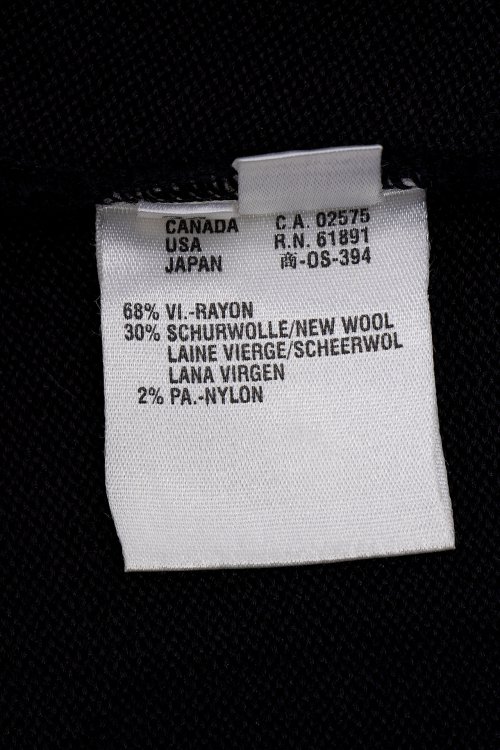 CANADA C.A. 02575
USA R.N. 61891
JAPAN 商-OS-394
68% VI.-RAYON
30% SCHURWOLLE/NEW WOOL
LAINE VIERGE/SCHEERWOL
LANA VIRGEN
2% PA.-NYLON